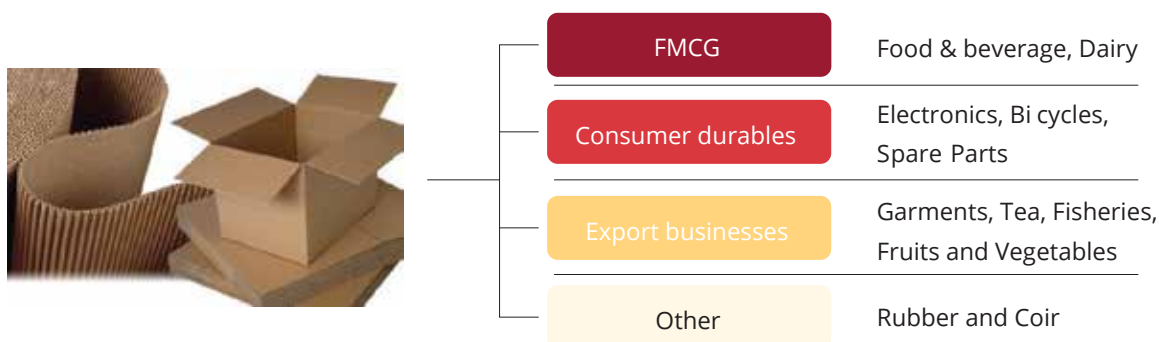 FMCG
Food & beverage, Dairy
Consumer durables
Electronics, Bi cycles,
Spare Parts
Export businesses
Garments, Tea, Fisheries,
Fruits and Vegetables
Other
Rubber and Coir